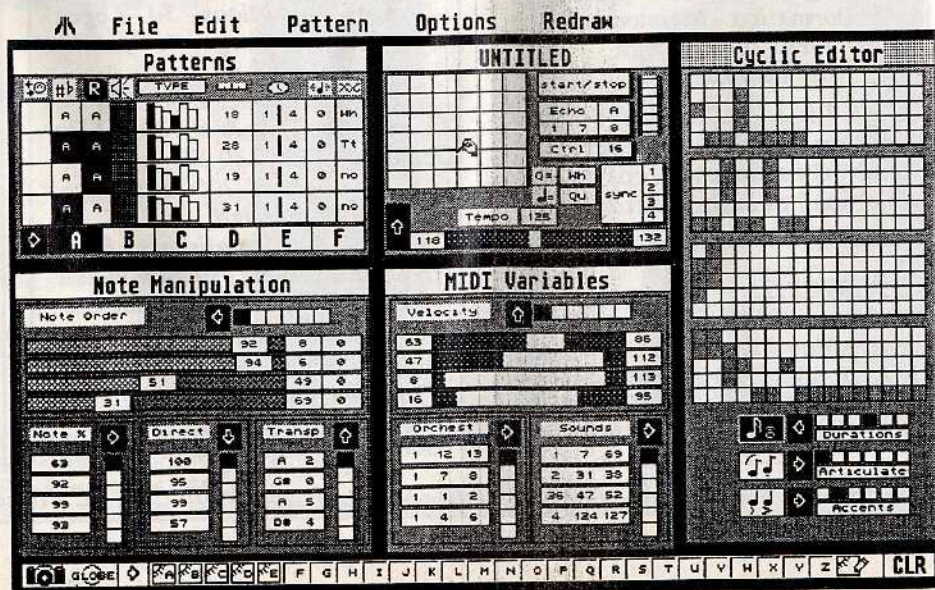 File Edit Pattern Options Redraw
Patterns
R TYPE
A A 18 1 4 0 Wh
A A 28 1 4 0 Tt
A A 19 1 4 0 no
A A 31 1 4 0 no
A B C D E F
UNTITLED
start/stop
Echo A
1 7 8
Ctrl 16
Q= Wh
♩= Qu
sync 1 2 3 4
Tempo 125
118 132
Cyclic Editor
Note Manipulation
Note Order
92 8 0
94 6 0
51 49 0
31 69 0
Note % Direct Transp
63 100 A 2
92 95 G# 0
99 99 A 5
93 57 D# 4
MIDI Variables
Velocity
63 86
47 112
8 113
16 95
Orchest Sounds
1 12 13 1 7 69
1 7 8 2 31 38
1 1 2 36 47 52
1 4 6 4 124 127
Durations
Articulate
Accents
GLOBE A B C D E F G H I J K L M N O P Q R S T U V W X Y Z CLR